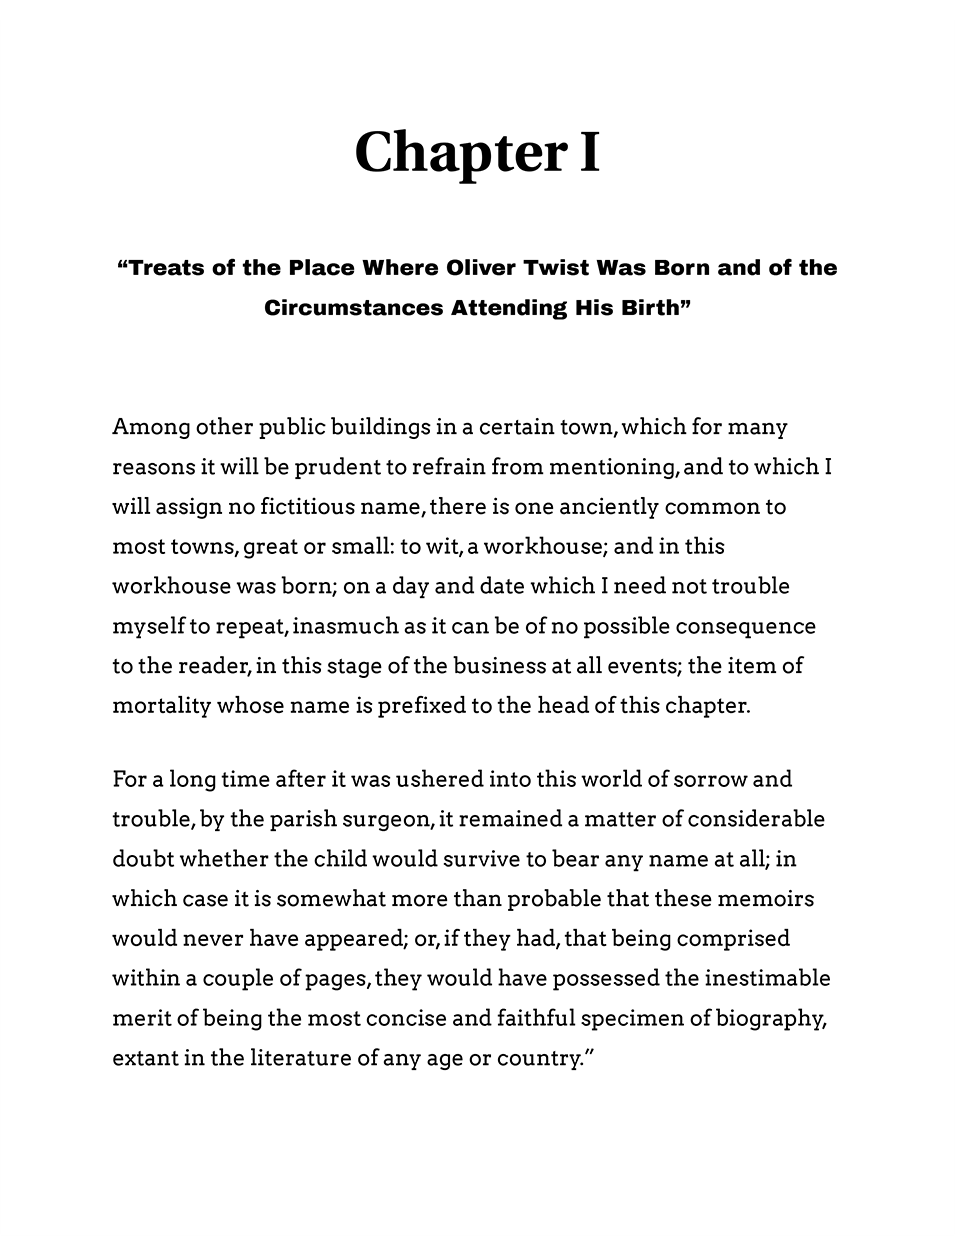 Chapter I
“Treats of the Place Where Oliver Twist Was Born and of the
Circumstances Attending His Birth”
Among other public buildings in a certain town, which for many
reasons it will be prudent to refrain from mentioning, and to which I
will assign no fictitious name, there is one anciently common to
most towns, great or small: to wit, a workhouse; and in this
workhouse was born; on a day and date which I need not trouble
myself to repeat, inasmuch as it can be of no possible consequence
to the reader, in this stage of the business at all events; the item of
mortality whose name is prefixed to the head of this chapter.
For a long time after it was ushered into this world of sorrow and
trouble, by the parish surgeon, it remained a matter of considerable
doubt whether the child would survive to bear any name at all; in
which case it is somewhat more than probable that these memoirs
would never have appeared; or, if they had, that being comprised
within a couple of pages, they would have possessed the inestimable
merit of being the most concise and faithful specimen of biography,
extant in the literature of any age or country.”